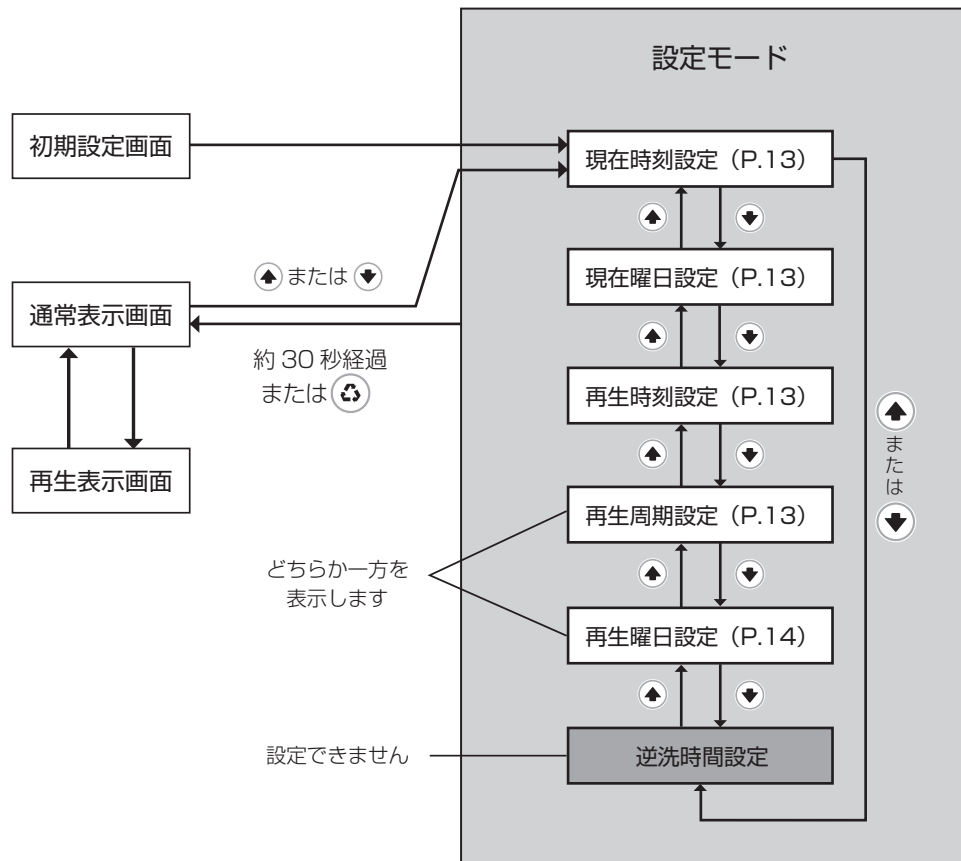 設定モード
初期設定画面
現在時刻設定（P.13）
現在曜日設定（P.13）
または
通常表示画面
約 30 秒経過
または
再生時刻設定（P.13）
または
再生表示画面
再生周期設定（P.13）
どちらか一方を
表示します
再生曜日設定（P.14）
設定できません
逆洗時間設定